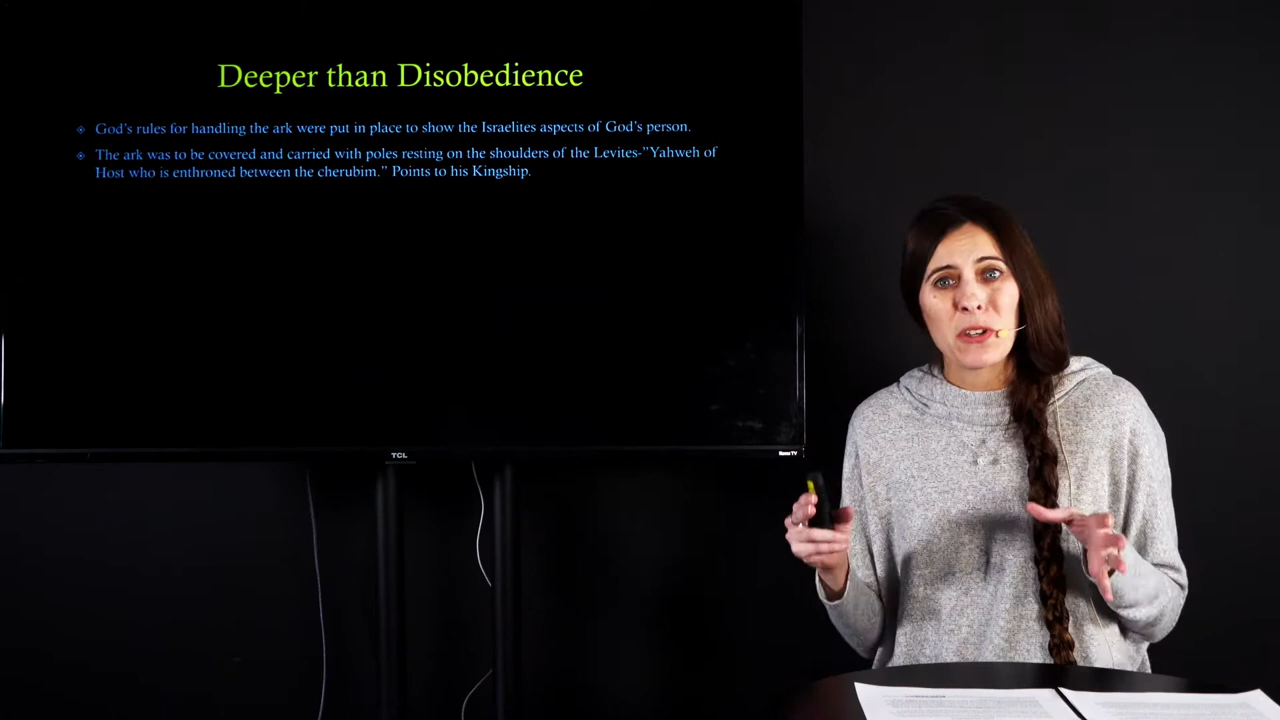 Deeper than Disobedience
God's rules for handling the ark were put in place to show the Israelites aspects of God's person.
The ark was to be covered and carried with poles resting on the shoulders of the Levites-"Yahweh of
Host who is enthroned between the cherubim." Points to his Kingship.
TCL